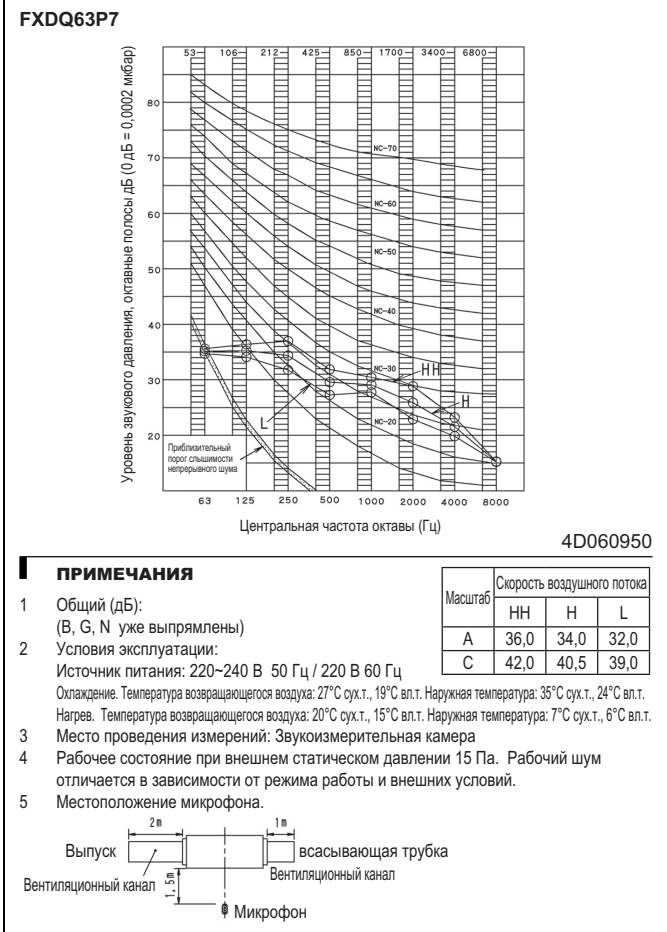 FXDQ63P7
53 106 212 425 850 1700 3400 6800
Уровень звукового давления, октавные полосы дБ (0 дБ = 0,0002 мкбар)
80
70
60
50
40
30
20
NC-70
NC-60
NC-50
NC-40
NC-30
NC-20
HH
H
L
Приблизительный
порог слышимости
непрерывного шума
63 125 250 500 1000 2000 4000 8000
Центральная частота октавы (Гц)
4D060950
ПРИМЕЧАНИЯ
1 Общий (дБ):
(B, G, N уже выпрямлены)
Масштаб Скорость воздушного потока
HH H L
A 36,0 34,0 32,0
C 42,0 40,5 39,0
2 Условия эксплуатации:
Источник питания: 220~240 В 50 Гц / 220 В 60 Гц
Охлаждение. Температура возвращающегося воздуха: 27°C сух.т., 19°C вл.т. Наружная температура: 35°C сух.т., 24°C вл.т.
Нагрев. Температура возвращающегося воздуха: 20°C сух.т., 15°C вл.т. Наружная температура: 7°C сух.т., 6°C вл.т.
3 Место проведения измерений: Звукоизмерительная камера
4 Рабочее состояние при внешнем статическом давлении 15 Па. Рабочий шум
отличается в зависимости от режима работы и внешних условий.
5 Местоположение микрофона.
2m 1m
Выпуск всасывающая трубка
Вентиляционный канал Вентиляционный канал
1.5m
Микрофон